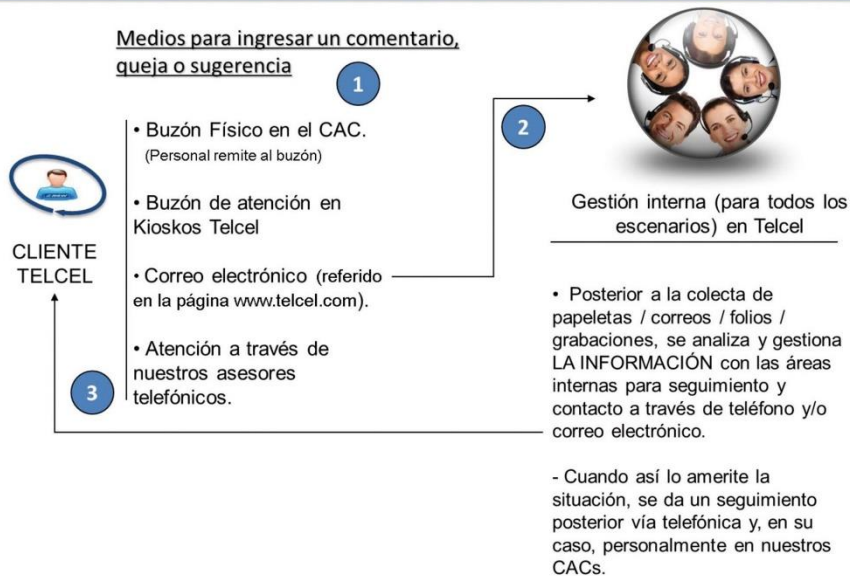 Medios para ingresar un comentario,
queja o sugerencia
1
• Buzón Físico en el CAC.
(Personal remite al buzón)
• Buzón de atención en
Kioskos Telcel
• Correo electrónico (referido
en la página www.telcel.com).
• Atención a través de
nuestros asesores
telefónicos.
CLIENTE
TELCEL
2
3
Gestión interna (para todos los
escenarios) en Telcel
• Posterior a la colecta de
papeletas / correos / folios /
grabaciones, se analiza y gestiona
LA INFORMACIÓN con las áreas
internas para seguimiento y
contacto a través de teléfono y/o
correo electrónico.
- Cuando así lo amerite la
situación, se da un seguimiento
posterior vía telefónica y, en su
caso, personalmente en nuestros
CACs.